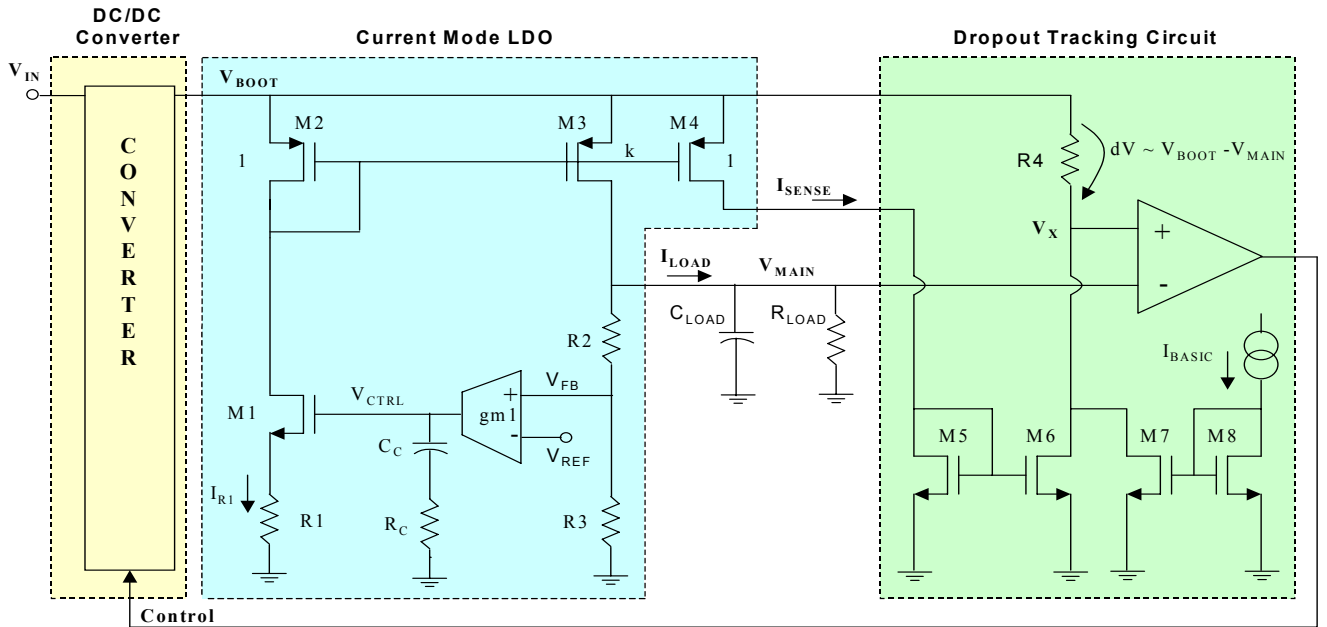 DC/DC
Converter
Current Mode LDO
Dropout Tracking Circuit
VIN
VBOOT
CONVERTER
M2
M3
M4
1
k
1
R4
dV ~ VBOOT -VMAIN
ISENSE
VX
+
-
ILOAD
VMAIN
CLOAD
RLOAD
R2
IBASIC
VCTRL
VFB
M1
gm1
+
-
VREF
CC
M5
M6
M7
M8
IR1
R1
RC
R3
Control